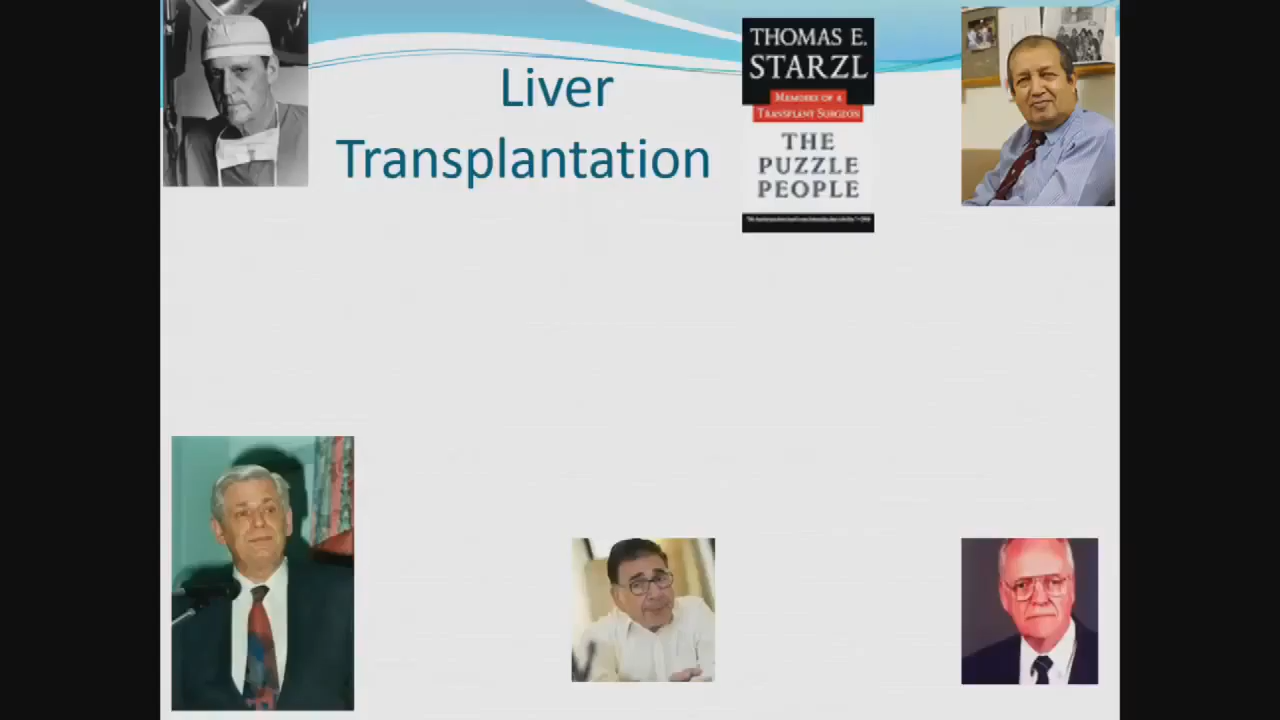 Liver
Transplantation
THOMAS E.
STARZL
MEMOIRS OF A
TRANSPLANT SURGEON
THE
PUZZLE
PEOPLE